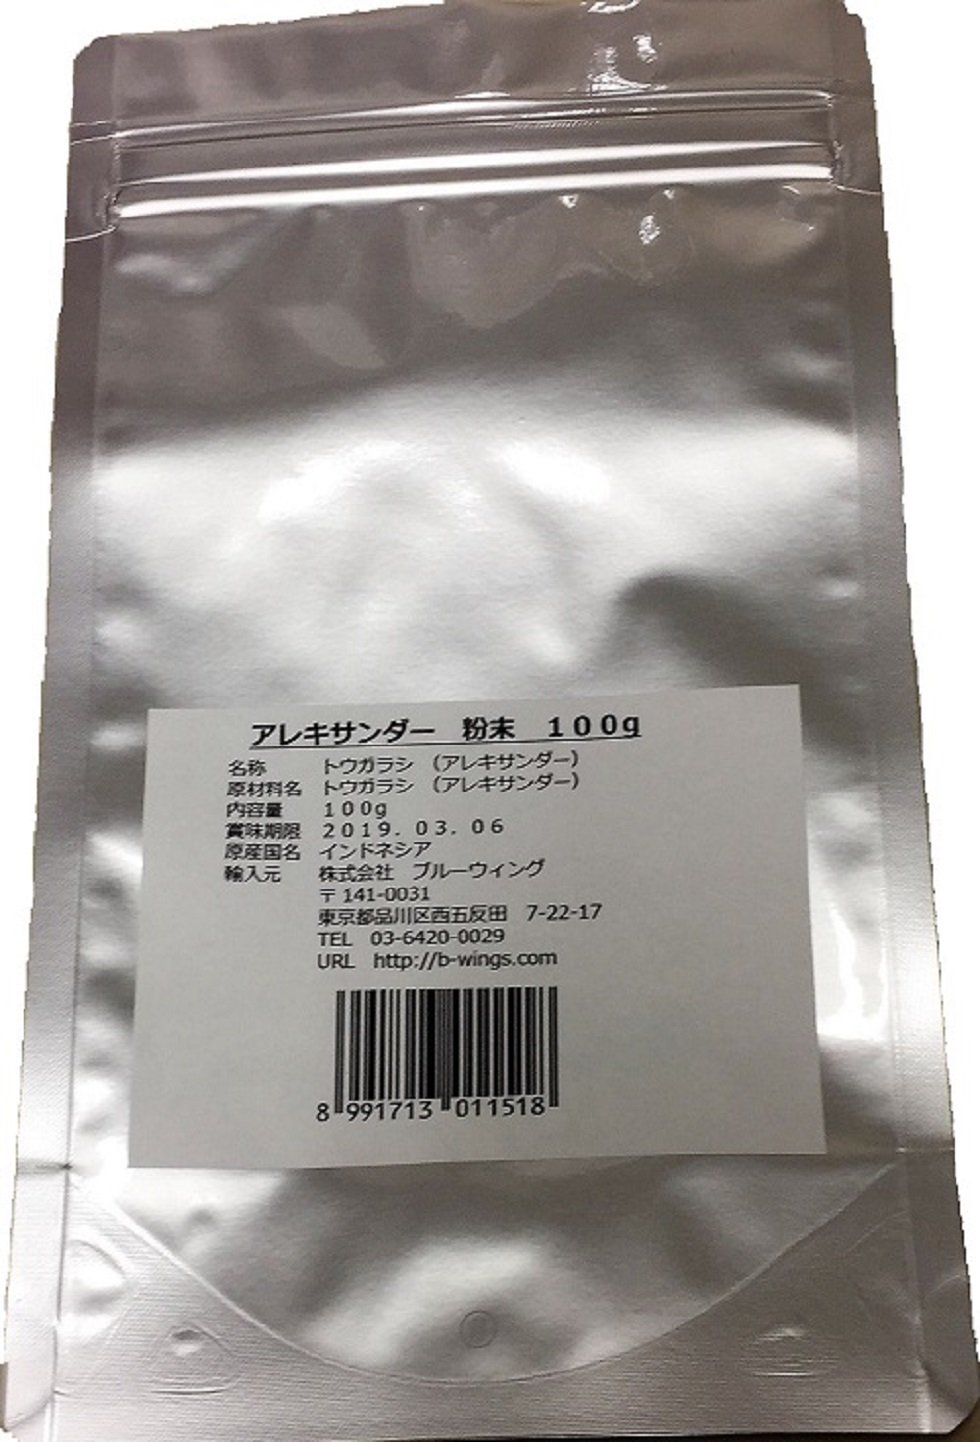 アレキサンダー　粉末　１００g
名称　トウガラシ　（アレキサンダー）
原材料名　トウガラシ　（アレキサンダー）
内容量　１００g
賞味期限　２０１９．０３．０６
原産国名　インドネシア
輸入元　株式会社　ブルーウィング
〒141-0031
東京都品川区西五反田　7-22-17
TEL　03-6420-0029
URL　http://b-wings.com
8 991713 011518